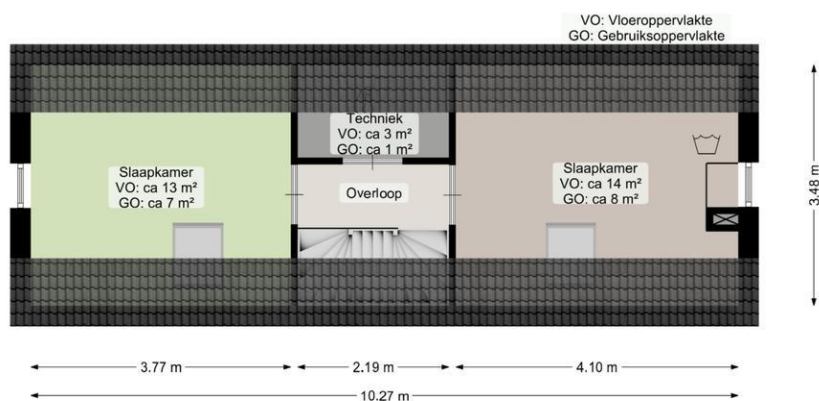 VO: Vloeroppervlakte
GO: Gebruiksoppervlakte
Techniek
VO: ca 3 m²
GO: ca 1 m²
Slaapkamer
VO: ca 13 m²
GO: ca 7 m²
Overloop
Slaapkamer
VO: ca 14 m²
GO: ca 8 m²
3.48 m
3.77 m
2.19 m
4.10 m
10.27 m